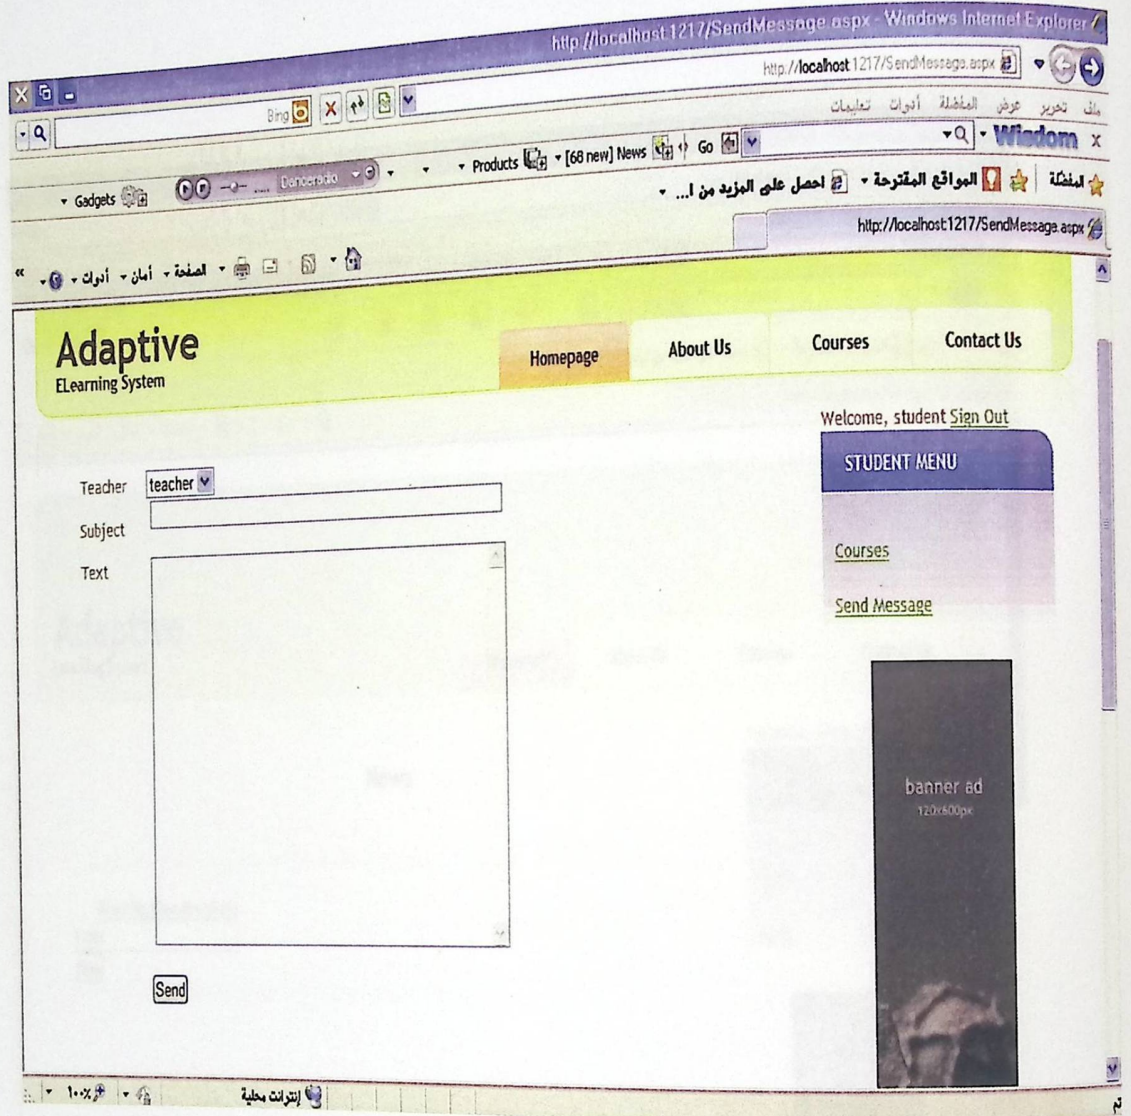 http://localhost:1217/SendMessage.aspx - Windows Internet Explorer
http://localhost:1217/SendMessage.aspx
Bing
ملف تحرير عرض المفضلة أدوات تعليمات
Wisdom x
Go
[68 new] News
Products
Danceradio
Gadgets
المفضلة المواقع المقترحة احصل على المزيد من ا...
http://localhost:1217/SendMessage.aspx
الصفحة أمان أدوات »
Adaptive
ELearning System
Homepage About Us Courses Contact Us
Welcome, student Sign Out
STUDENT MENU
Courses
Send Message
Teacher teacher
Subject
Text
Send
banner ad
120x600px
تم
إنترانت محلية
١٠٠%